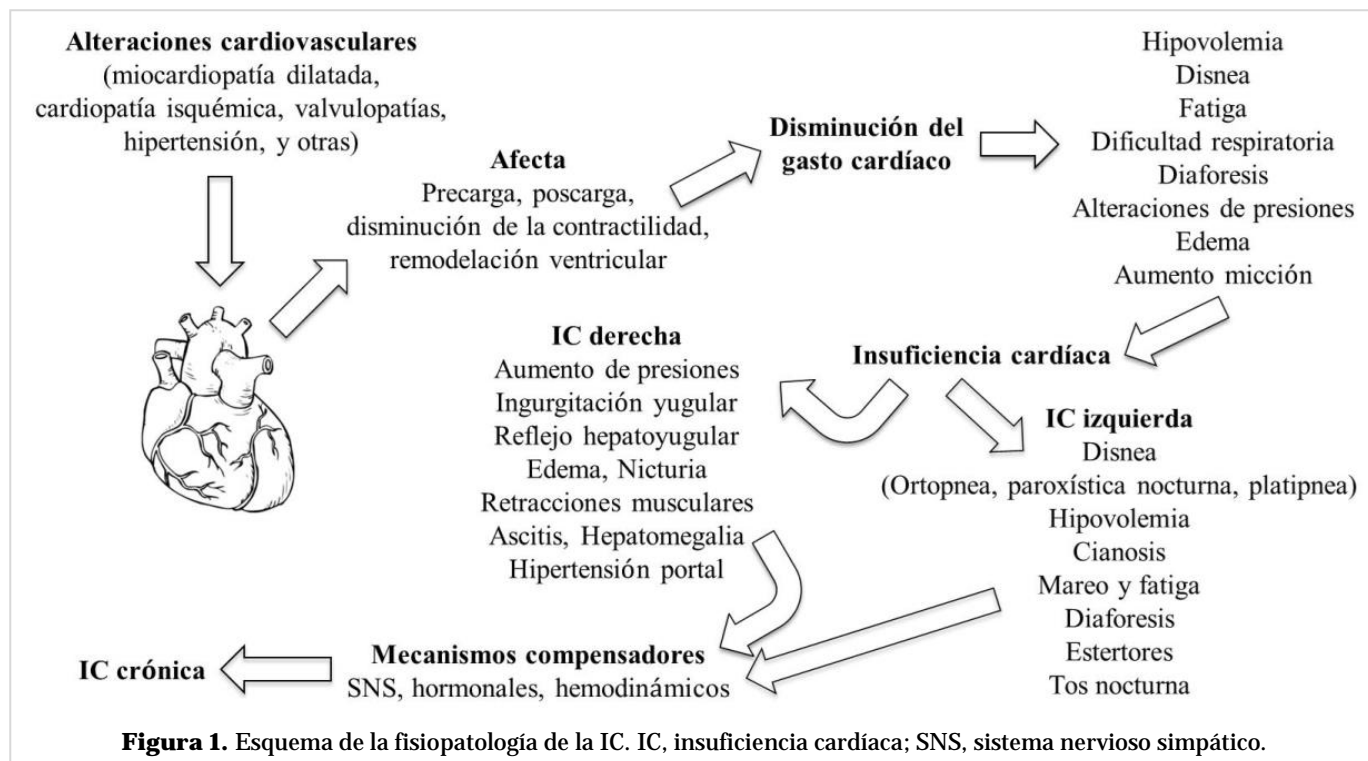 Alteraciones cardiovasculares
(miocardiopatía dilatada,
cardiopatía isquémica, valvulopatías,
hipertensión, y otras)
Afecta
Precarga, poscarga,
disminución de la contractilidad,
remodelación ventricular
Disminución del
gasto cardíaco
Hipovolemia
Disnea
Fatiga
Dificultad respiratoria
Diaforesis
Alteraciones de presiones
Edema
Aumento micción
Insuficiencia cardíaca
IC derecha
Aumento de presiones
Ingurgitación yugular
Reflejo hepatoyugular
Edema, Nicturia
Retracciones musculares
Ascitis, Hepatomegalia
Hipertensión portal
IC izquierda
Disnea
(Ortopnea, paroxística nocturna, platipnea)
Hipovolemia
Cianosis
Mareo y fatiga
Diaforesis
Estertores
Tos nocturna
Mecanismos compensadores
SNS, hormonales, hemodinámicos
IC crónica
Figura 1. Esquema de la fisiopatología de la IC. IC, insuficiencia cardíaca; SNS, sistema nervioso simpático.